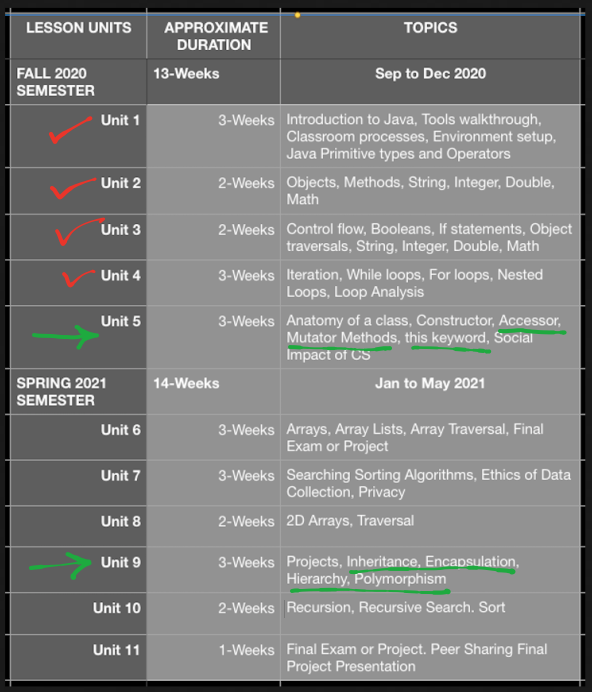 LESSON UNITS APPROXIMATE DURATION TOPICS
FALL 2020 SEMESTER 13-Weeks Sep to Dec 2020
Unit 1 3-Weeks Introduction to Java, Tools walkthrough,
Classroom processes, Environment setup,
Java Primitive types and Operators
Unit 2 2-Weeks Objects, Methods, String, Integer, Double,
Math
Unit 3 2-Weeks Control flow, Booleans, If statements, Object
traversals, String, Integer, Double, Math
Unit 4 3-Weeks Iteration, While loops, For loops, Nested
Loops, Loop Analysis
Unit 5 3-Weeks Anatomy of a class, Constructor, Accessor,
Mutator Methods, this keyword, Social
Impact of CS
SPRING 2021 SEMESTER 14-Weeks Jan to May 2021
Unit 6 3-Weeks Arrays, Array Lists, Array Traversal, Final
Exam or Project
Unit 7 3-Weeks Searching Sorting Algorithms, Ethics of Data
Collection, Privacy
Unit 8 2-Weeks 2D Arrays, Traversal
Unit 9 3-Weeks Projects, Inheritance, Encapsulation,
Hierarchy, Polymorphism
Unit 10 2-Weeks Recursion, Recursive Search. Sort
Unit 11 1-Weeks Final Exam or Project. Peer Sharing Final
Project Presentation